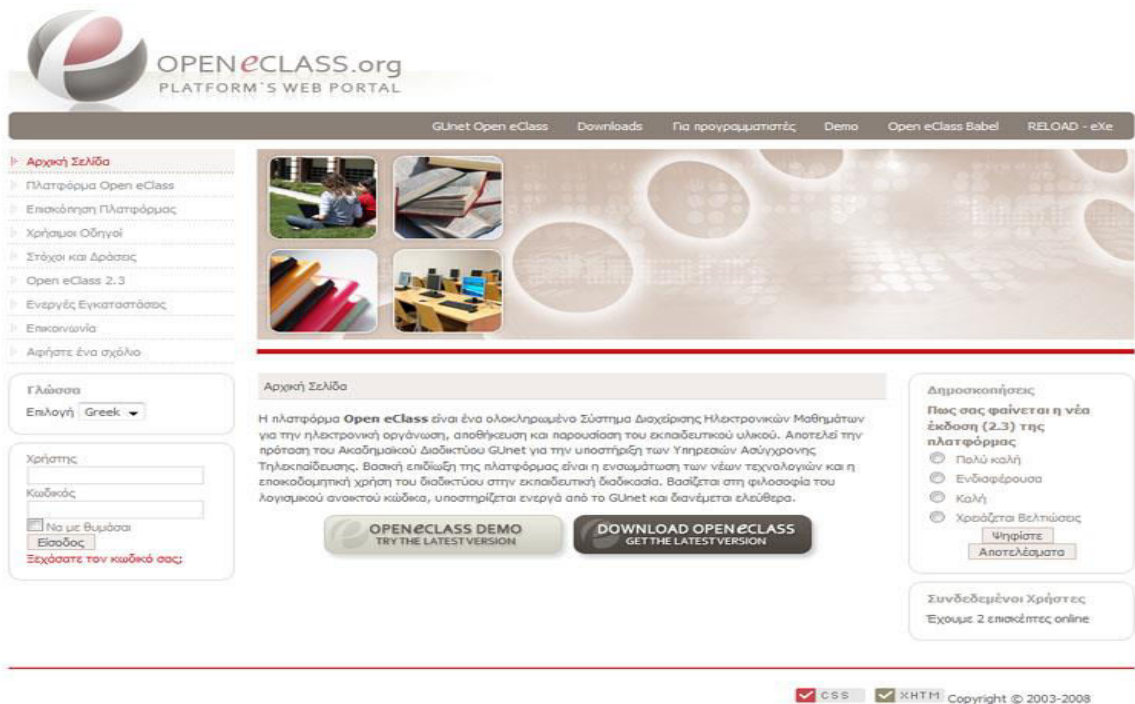 OPEN eCLASS.org
PLATFORM`S WEB PORTAL
GUnet Open eClass Downloads Για προγραμματιστές Demo Open eClass Babel RELOAD - eXe
Αρχική Σελίδα
Πλατφόρμα Open eClass
Επισκόπηση Πλατφόρμας
Χρήσιμοι Οδηγοί
Στόχοι και Δράσεις
Open eClass 2.3
Ενεργές Εγκαταστάσεις
Επικοινωνία
Αφήστε ένα σχόλιο
Γλώσσα
Επιλογή Greek
Χρήστης
Κωδικός
Να με θυμάσαι
Είσοδος
Ξεχάσατε τον κωδικό σας;
Αρχική Σελίδα
Η πλατφόρμα Open eClass είναι ένα ολοκληρωμένο Σύστημα Διαχείρισης Ηλεκτρονικών Μαθημάτων
για την ηλεκτρονική οργάνωση, αποθήκευση και παρουσίαση του εκπαιδευτικού υλικού. Αποτελεί την
πρόταση του Ακαδημαϊκού Διαδικτύου GUnet για την υποστήριξη των Υπηρεσιών Ασύγχρονης
Τηλεκπαίδευσης. Βασική επιδίωξη της πλατφόρμας είναι η ενσωμάτωση των νέων τεχνολογιών και η
εποικοδομητική χρήση του διαδικτύου στην εκπαιδευτική διαδικασία. Βασίζεται στη φιλοσοφία του
λογισμικού ανοικτού κώδικα, υποστηρίζεται ενεργά από το GUnet και διανέμεται ελεύθερα.
OPEN eCLASS DEMO
TRY THE LATEST VERSION
DOWNLOAD OPEN eCLASS
GET THE LATEST VERSION
Δημοσκοπήσεις
Πως σας φαίνεται η νέα
έκδοση (2.3) της
πλατφόρμας
Πολύ καλή
Ενδιαφέρουσα
Καλή
Χρειάζεται Βελτιώσεις
Ψηφίστε
Αποτελέσματα
Συνδεδεμένοι Χρήστες
Έχουμε 2 επισκέπτες online
CSS XHTM Copyright © 2003-2008